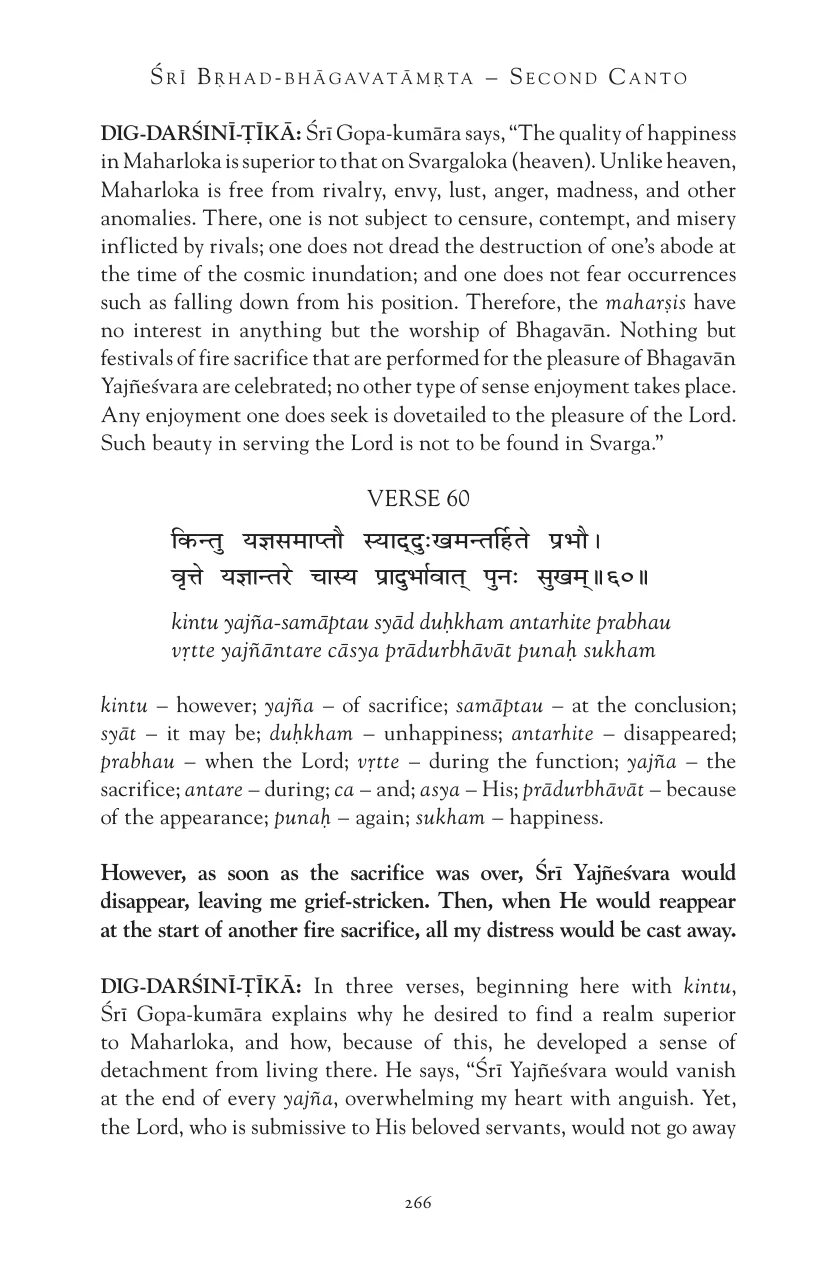 Śrī Bṛhad-bhāgavatāmṛta – Second Canto
DIG-DARŚINĪ-ṬĪKĀ: Śrī Gopa-kumāra says, “The quality of happiness
in Maharloka is superior to that on Svargaloka (heaven). Unlike heaven,
Maharloka is free from rivalry, envy, lust, anger, madness, and other
anomalies. There, one is not subject to censure, contempt, and misery
inflicted by rivals; one does not dread the destruction of one’s abode at
the time of the cosmic inundation; and one does not fear occurrences
such as falling down from his position. Therefore, the maharṣis have
no interest in anything but the worship of Bhagavān. Nothing but
festivals of fire sacrifice that are performed for the pleasure of Bhagavān
Yajñeśvara are celebrated; no other type of sense enjoyment takes place.
Any enjoyment one does seek is dovetailed to the pleasure of the Lord.
Such beauty in serving the Lord is not to be found in Svarga.”
VERSE 60
किन्तु यज्ञसमाप्तौ स्याद्दुःखमन्तर्हिते प्रभौ।
वृत्ते यज्ञान्तरे चास्य प्रादुर्भावात् पुनः सुखम्॥६०॥
kintu yajña-samāptau syād duḥkham antarhite prabhau
vṛtte yajñāntare cāsya prādurbhāvāt punaḥ sukham
kintu – however; yajña – of sacrifice; samāptau – at the conclusion;
syāt – it may be; duḥkham – unhappiness; antarhite – disappeared;
prabhau – when the Lord; vṛtte – during the function; yajña – the
sacrifice; antare – during; ca – and; asya – His; prādurbhāvāt – because
of the appearance; punaḥ – again; sukham – happiness.
However, as soon as the sacrifice was over, Śrī Yajñeśvara would
disappear, leaving me grief-stricken. Then, when He would reappear
at the start of another fire sacrifice, all my distress would be cast away.
DIG-DARŚINĪ-ṬĪKĀ: In three verses, beginning here with kintu,
Śrī Gopa-kumāra explains why he desired to find a realm superior
to Maharloka, and how, because of this, he developed a sense of
detachment from living there. He says, “Śrī Yajñeśvara would vanish
at the end of every yajña, overwhelming my heart with anguish. Yet,
the Lord, who is submissive to His beloved servants, would not go away
266